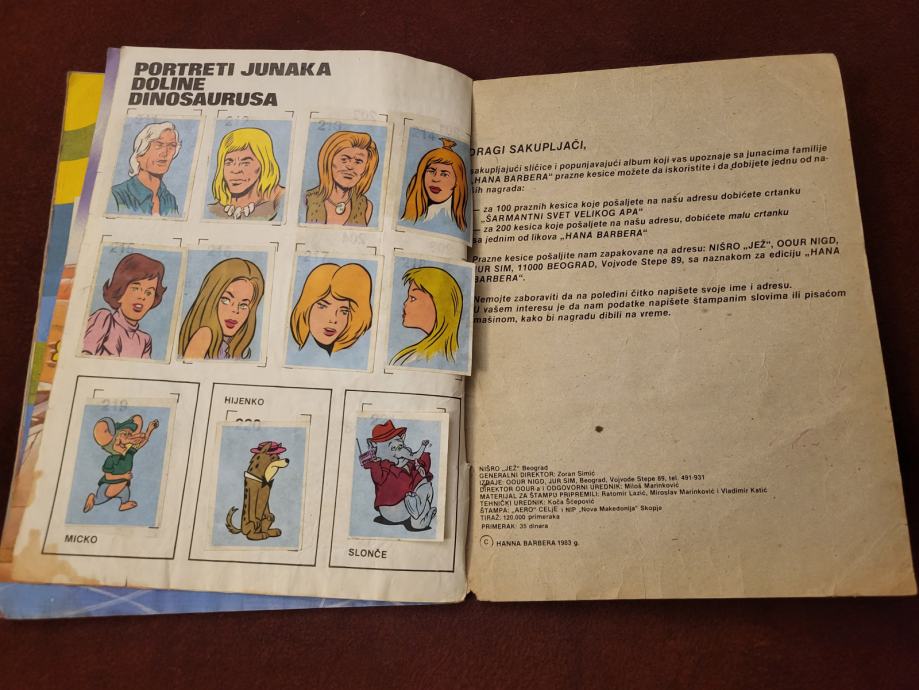 PORTRETI JUNAKA
DOLINE
DINOSAURUSA
213
214
215
217
218
219
HIJENKO
220
MICKO
SLONČE
DRAGI SAKUPLJAČI,
sakupljajući sličice i popunjavajući album koji vas upoznaje sa junacima familije
„HANA BARBERA“ prazne kesice možete da iskoristite i da dobijete jednu od na-
ših nagrada:
— za 100 praznih kesica koje pošaljete na našu adresu dobićete crtanku
„ŠARMANTNI SVET VELIKOG APA“
— za 200 kesica koje pošaljete na našu adresu, dobićete malu crtanku
sa jednim od likova „HANA BARBERA“
Prazne kesice pošaljite nam zapakovane na adresu: NIŠRO „JEŽ”, OOUR NIGD,
JUR SIM, 11000 BEOGRAD, Vojvode Stepe 89, sa naznakom za ediciju „HANA
BARBERA“.
Nemojte zaboraviti da na poleđini čitko napišete svoje ime i adresu.
U vašem interesu je da nam podatke napišete štampanim slovima ili pisaćom
mašinom, kako bi nagradu dibili na vreme.
NIŠRO „JEŽ” Beograd
GENERALNI DIREKTOR: Zoran Simić
IZDAJE: OOUR NIGD, JUR SIM, Beograd, Vojvode Stepe 89, tel. 491-931
DIREKTOR OOUR-a i ODGOVORNI UREDNIK: Miloš Marinković
MATERIJAL ZA ŠTAMPU PRIPREMILI: Ratomir Lazić, Miroslav Marinković i Vladimir Katić
TEHNIČKI UREDNIK: Koča Šćepović
ŠTAMPA: „AERO” CELJE i NIP „Nova Makedonija” Skopje
TIRAŽ: 120.000 primeraka
PRIMERAK: 35 dinara
© HANNA BARBERA 1983 g.